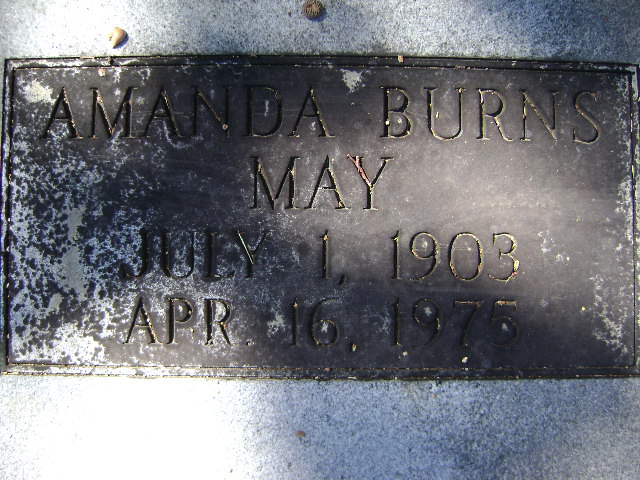 AMANDA BURNS
MAY
JULY 1, 1903
APR. 16, 1975